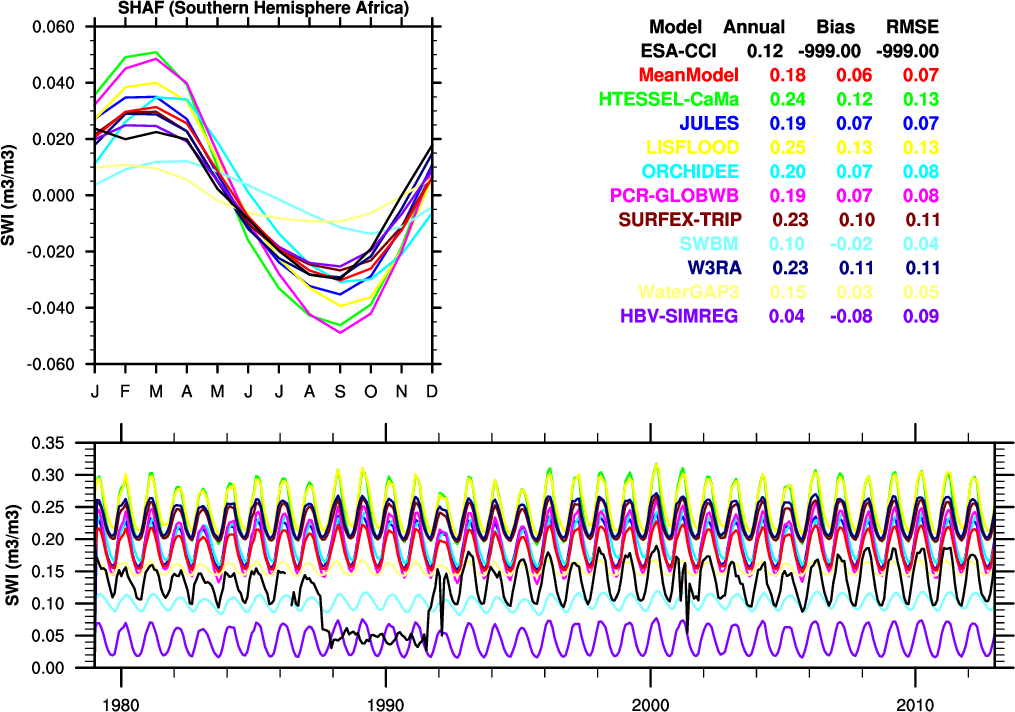 SHAF (Southern Hemisphere Africa)
SWI (m3/m3)
0.060
0.040
0.020
0.000
-0.020
-0.040
-0.060
J F M A M J J A S O N D
Model Annual Bias RMSE
ESA-CCI 0.12 -999.00 -999.00
MeanModel 0.18 0.06 0.07
HTESSEL-CaMa 0.24 0.12 0.13
JULES 0.19 0.07 0.07
LISFLOOD 0.25 0.13 0.13
ORCHIDEE 0.20 0.07 0.08
PCR-GLOBWB 0.19 0.07 0.08
SURFEX-TRIP 0.23 0.10 0.11
SWBM 0.10 -0.02 0.04
W3RA 0.23 0.11 0.11
WaterGAP3 0.15 0.03 0.05
HBV-SIMREG 0.04 -0.08 0.09
SWI (m3/m3)
0.35
0.30
0.25
0.20
0.15
0.10
0.05
0.00
1980 1990 2000 2010